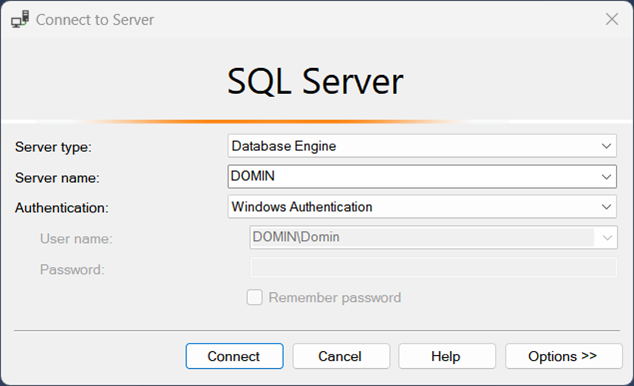 Connect to Server
SQL Server
Server type: Database Engine
Server name: DOMIN
Authentication: Windows Authentication
User name: DOMIN\Domin
Password:
Remember password
Connect Cancel Help Options >>